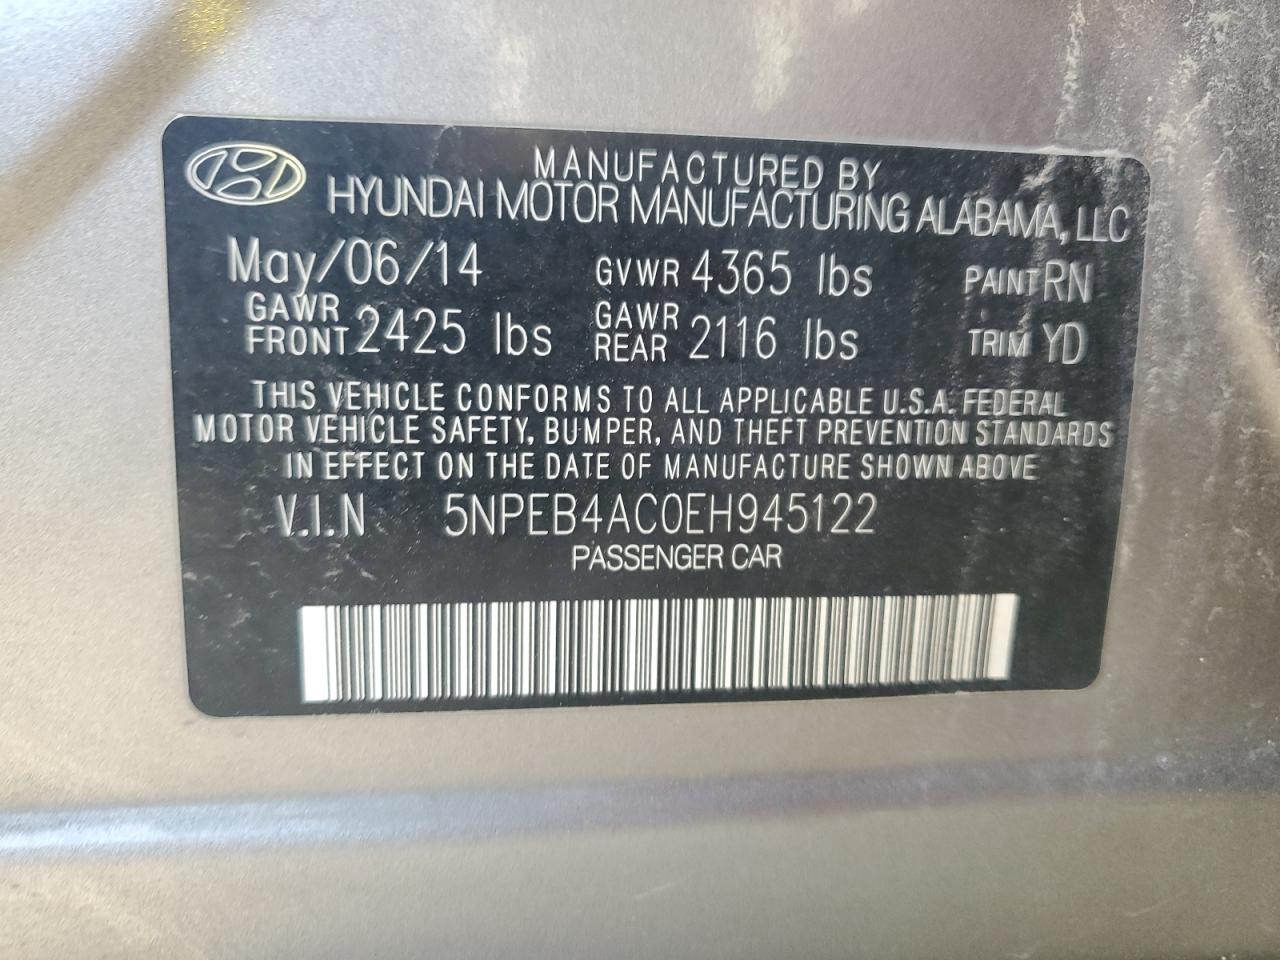 MANUFACTURED BY
HYUNDAI MOTOR MANUFACTURING ALABAMA, LLC
May/06/14 GVWR 4365 lbs PAINT RN
GAWR FRONT 2425 lbs GAWR REAR 2116 lbs TRIM YD
THIS VEHICLE CONFORMS TO ALL APPLICABLE U.S.A. FEDERAL
MOTOR VEHICLE SAFETY, BUMPER, AND THEFT PREVENTION STANDARDS
IN EFFECT ON THE DATE OF MANUFACTURE SHOWN ABOVE
V.I.N 5NPEB4AC0EH945122
PASSENGER CAR